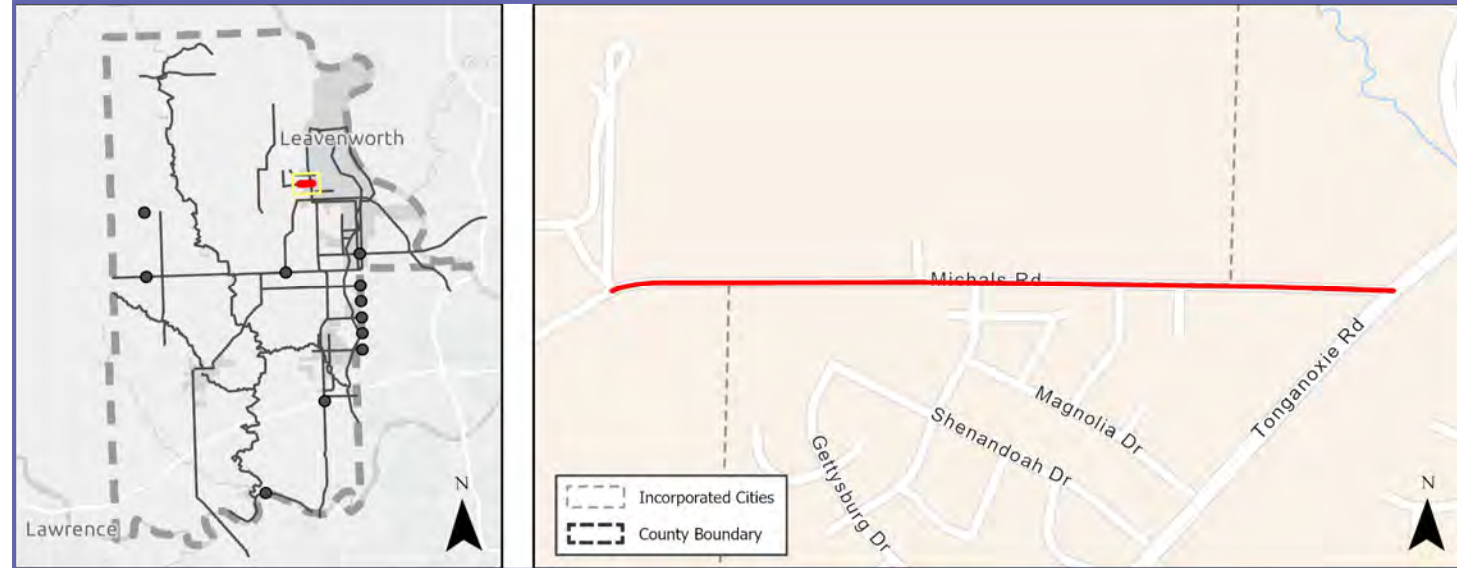 Leavenworth
Lawrence
N
Michals Rd
Tonganoxie Rd
Magnolia Dr
Shenandoah Dr
Gettysburg Dr
Incorporated Cities
County Boundary
N